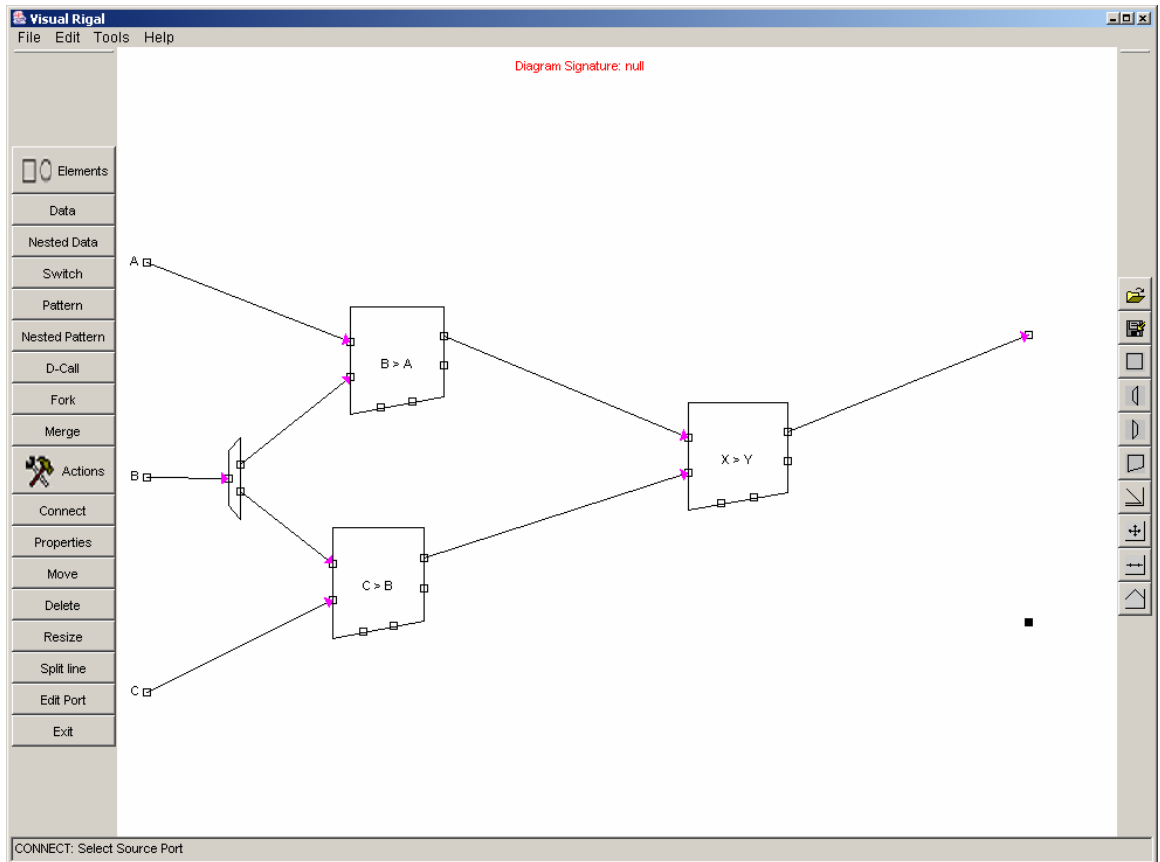 Visual Rigal
File Edit Tools Help
Diagram Signature: null
Elements
Data
Nested Data
Switch
Pattern
Nested Pattern
D-Call
Fork
Merge
Actions
Connect
Properties
Move
Delete
Resize
Split line
Edit Port
Exit
A
B > A
B
X > Y
C > B
C
CONNECT: Select Source Port